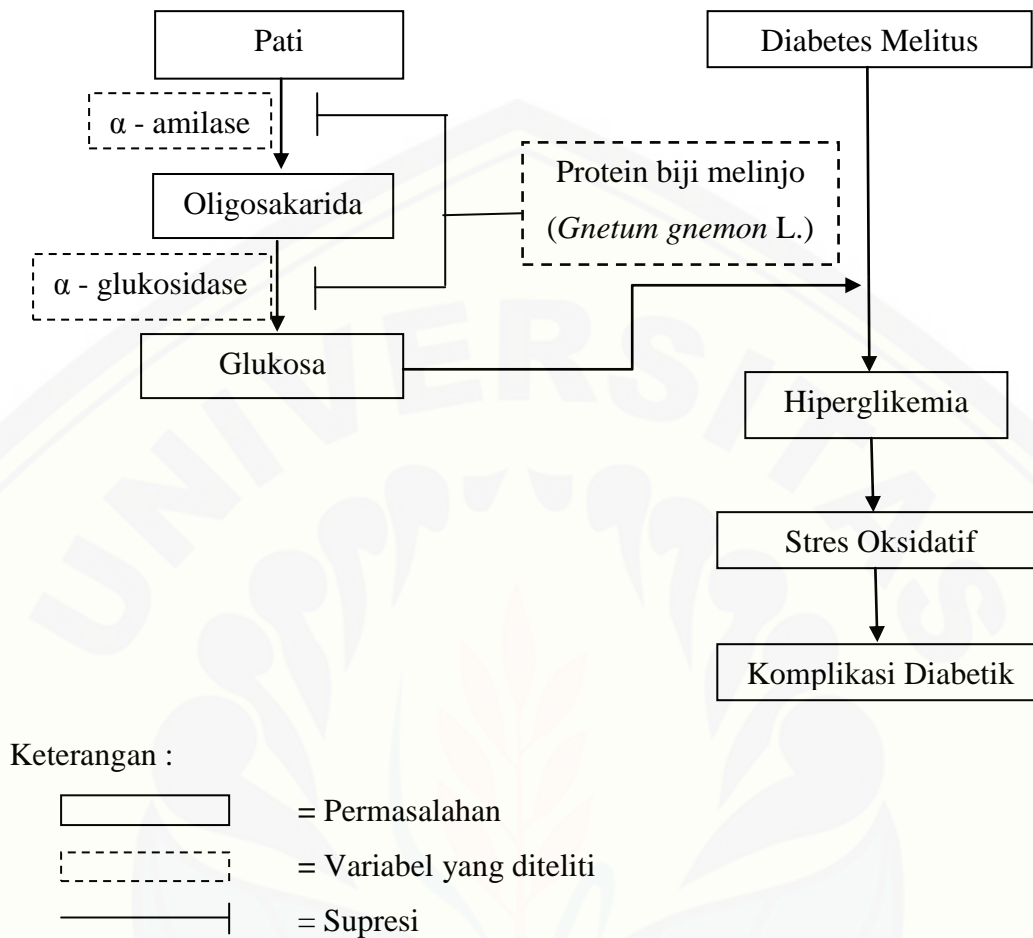 Pati
Diabetes Melitus
α - amilase
Protein biji melinjo
(Gnetum gnemon L.)
Oligosakarida
α - glukosidase
Glukosa
Hiperglikemia
Stres Oksidatif
Komplikasi Diabetik
Keterangan :
= Permasalahan
= Variabel yang diteliti
= Supresi
UNIVERSITAS